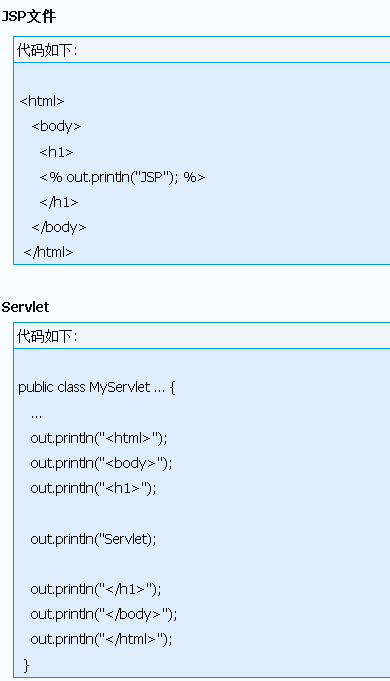 JSP文件
代码如下:
<html>
<body>
<h1>
<% out.println("JSP"); %>
</h1>
</body>
</html>
Servlet
代码如下:
public class MyServlet ... {
...
out.println("<html>");
out.println("<body>");
out.println("<h1>");
out.println("Servlet);
out.println("</h1>");
out.println("</body>");
out.println("</html>");
}